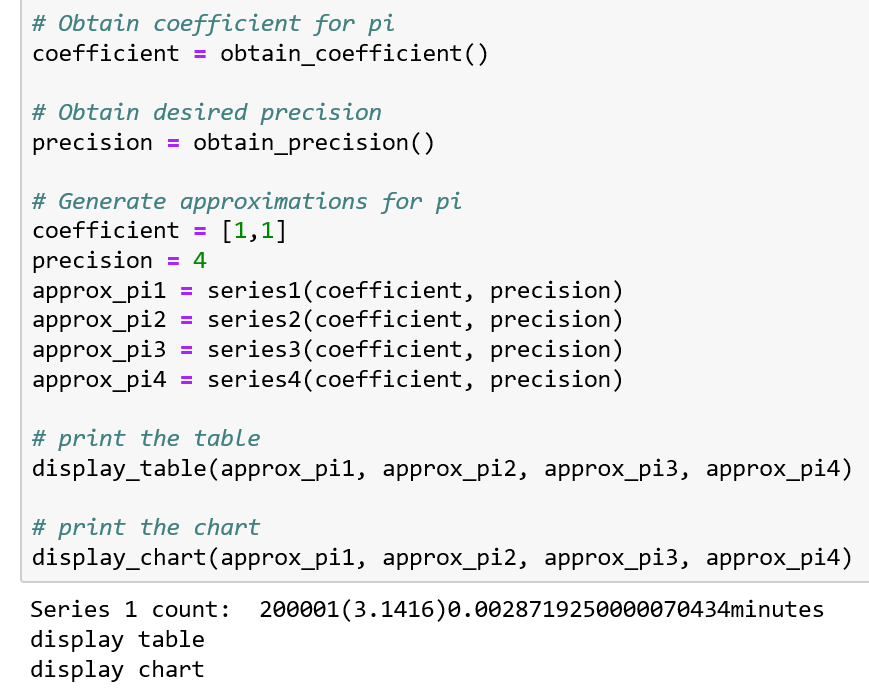 # Obtain coefficient for pi
coefficient = obtain_coefficient()
# Obtain desired precision
precision = obtain_precision()
# Generate approximations for pi
coefficient = [1,1]
precision = 4
approx_pi1 = series1(coefficient, precision)
approx_pi2 = series2(coefficient, precision)
approx_pi3 = series3(coefficient, precision)
approx_pi4 = series4(coefficient, precision)
# print the table
display_table(approx_pi1, approx_pi2, approx_pi3, approx_pi4)
# print the chart
display_chart(approx_pi1, approx_pi2, approx_pi3, approx_pi4)
Series 1 count:  200001(3.1416)0.0028719250000070434minutes
display table
display chart